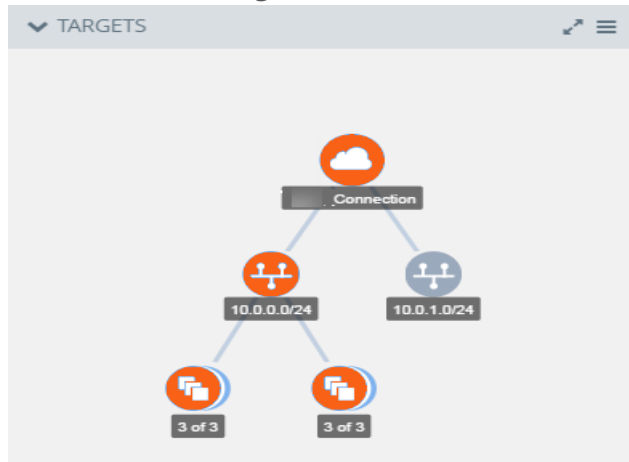 TARGETS
Connection
10.0.0.0/24
10.0.1.0/24
3 of 3
3 of 3